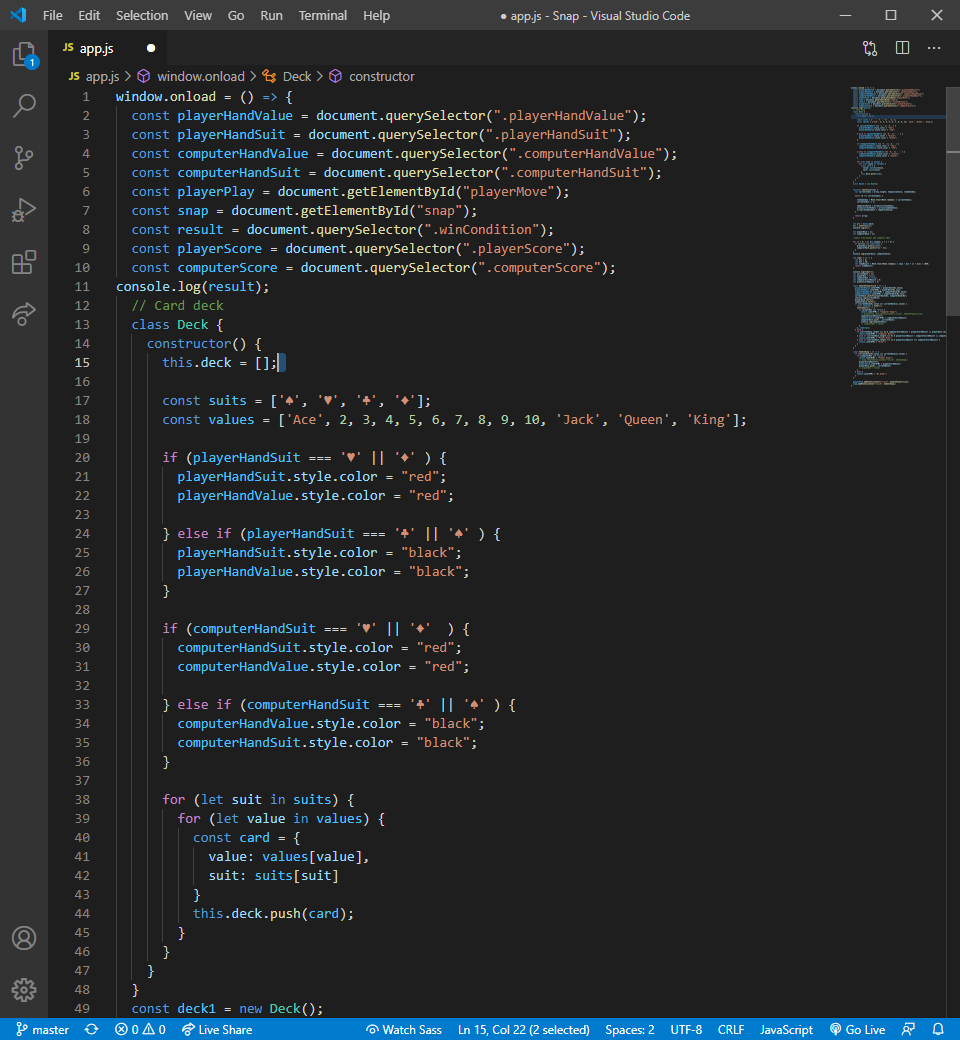 File Edit Selection View Go Run Terminal Help ● app.js - Snap - Visual Studio Code
JS app.js ●
JS app.js > window.onload > Deck > constructor
1 window.onload = () => {
2 const playerHandValue = document.querySelector(".playerHandValue");
3 const playerHandSuit = document.querySelector(".playerHandSuit");
4 const computerHandValue = document.querySelector(".computerHandValue");
5 const computerHandSuit = document.querySelector(".computerHandSuit");
6 const playerPlay = document.getElementById("playerMove");
7 const snap = document.getElementById("snap");
8 const result = document.querySelector(".winCondition");
9 const playerScore = document.querySelector(".playerScore");
10 const computerScore = document.querySelector(".computerScore");
11 console.log(result);
12 // Card deck
13 class Deck {
14 constructor() {
15 this.deck = [];
16
17 const suits = ['♠', '♥', '♣', '♦'];
18 const values = ['Ace', 2, 3, 4, 5, 6, 7, 8, 9, 10, 'Jack', 'Queen', 'King'];
19
20 if (playerHandSuit === '♥' || '♦' ) {
21 playerHandSuit.style.color = "red";
22 playerHandValue.style.color = "red";
23
24 } else if (playerHandSuit === '♣' || '♠' ) {
25 playerHandSuit.style.color = "black";
26 playerHandValue.style.color = "black";
27 }
28
29 if (computerHandSuit === '♥' || '♦'  ) {
30 computerHandSuit.style.color = "red";
31 computerHandValue.style.color = "red";
32
33 } else if (computerHandSuit === '♣' || '♠' ) {
34 computerHandValue.style.color = "black";
35 computerHandSuit.style.color = "black";
36 }
37
38 for (let suit in suits) {
39 for (let value in values) {
40 const card = {
41 value: values[value],
42 suit: suits[suit]
43 }
44 this.deck.push(card);
45 }
46 }
47 }
48 }
49 const deck1 = new Deck();
1
master 0 0 Live Share Watch Sass Ln 15, Col 22 (2 selected) Spaces: 2 UTF-8 CRLF JavaScript Go Live